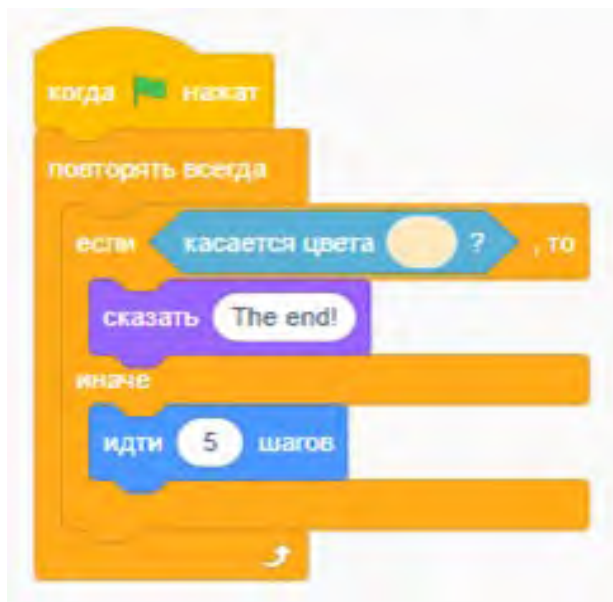 когда нажат
повторять всегда
если касается цвета ? , то
сказать The end!
иначе
идти 5 шагов